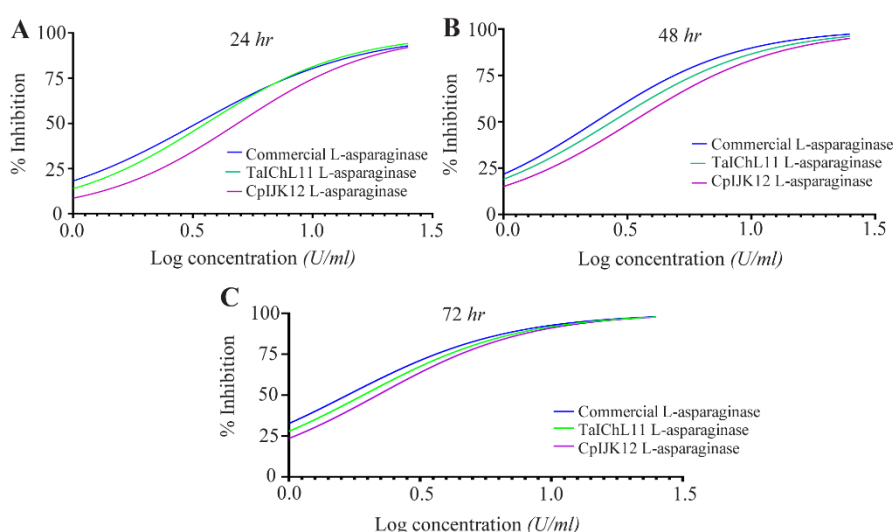 A
24 hr
% Inhibition
100
75
50
25
0
Commercial L-asparaginase
TaIChL11 L-asparaginase
CpIJK12 L-asparaginase
0.0
0.5
1.0
1.5
Log concentration (U/ml)
B
48 hr
% Inhibition
100
75
50
25
0
Commercial L-asparaginase
TaIChL11 L-asparaginase
CpIJK12 L-asparaginase
0.0
0.5
1.0
1.5
Log concentration (U/ml)
C
72 hr
% Inhibition
100
75
50
25
0
Commercial L-asparaginase
TaIChL11 L-asparaginase
CpIJK12 L-asparaginase
0.0
0.5
1.0
1.5
Log concentration (U/ml)